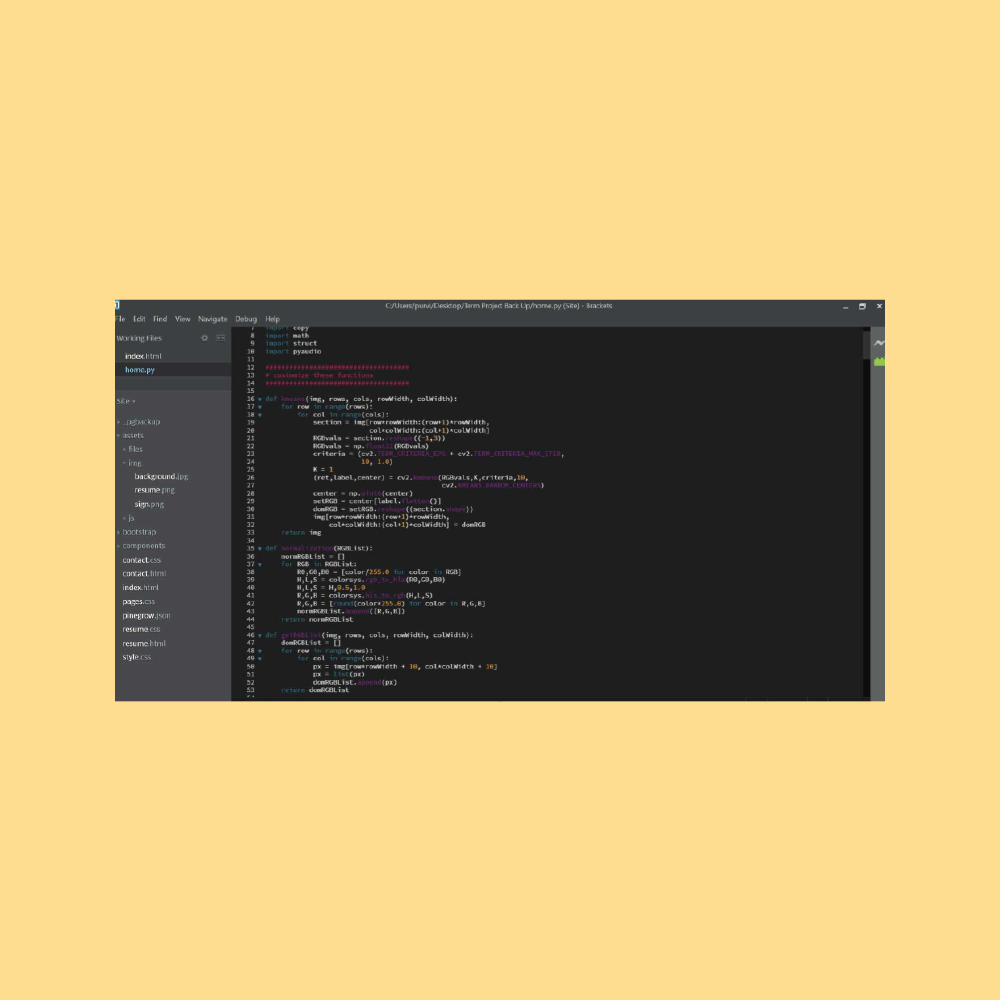 C:/Users/purvi/Desktop/Term Project Back Up/home.py (Site) - Brackets
File Edit Find View Navigate Debug Help
Working Files
index.html
home.py
Site
_pgbackup
assets
files
img
background.jpg
resume.png
sign.png
js
bootstrap
components
contact.css
contact.html
index.html
pages.css
pinegrow.json
resume.css
resume.html
style.css
7 import copy
8 import math
9 import struct
10 import pyaudio
11
12 ####################################
13 # customize these functions
14 ####################################
15
16 def kmeans(img, rows, cols, rowWidth, colWidth):
17 for row in range(rows):
18 for col in range(cols):
19 section = img[row*rowWidth:(row+1)*rowWidth,
20 col*colWidth:(col+1)*colWidth]
21 RGBvals = section.reshape((-1,3))
22 RGBvals = np.float32(RGBvals)
23 criteria = (cv2.TERM_CRITERIA_EPS + cv2.TERM_CRITERIA_MAX_ITER,
24 10, 1.0)
25 K = 1
26 (ret,label,center) = cv2.kmeans(RGBvals,K,criteria,10,
27 cv2.KMEANS_RANDOM_CENTERS)
28 center = np.uint8(center)
29 setRGB = center[label.flatten()]
30 domRGB = setRGB.reshape((section.shape))
31 img[row*rowWidth:(row+1)*rowWidth,
32 col*colWidth:(col+1)*colWidth] = domRGB
33 return img
34
35 def normalization(RGBList):
36 normRGBList = []
37 for RGB in RGBList:
38 R0,G0,B0 = [color/255.0 for color in RGB]
39 H,L,S = colorsys.rgb_to_hls(R0,G0,B0)
40 H,L,S = H,0.5,1.0
41 R,G,B = colorsys.hls_to_rgb(H,L,S)
42 R,G,B = [round(color*255.0) for color in R,G,B]
43 normRGBList.append([R,G,B])
44 return normRGBList
45
46 def getRGBList(img, rows, cols, rowWidth, colWidth):
47 domRGBList = []
48 for row in range(rows):
49 for col in range(cols):
50 px = img[row*rowWidth + 10, col*colWidth + 10]
51 px = list(px)
52 domRGBList.append(px)
53 return domRGBList